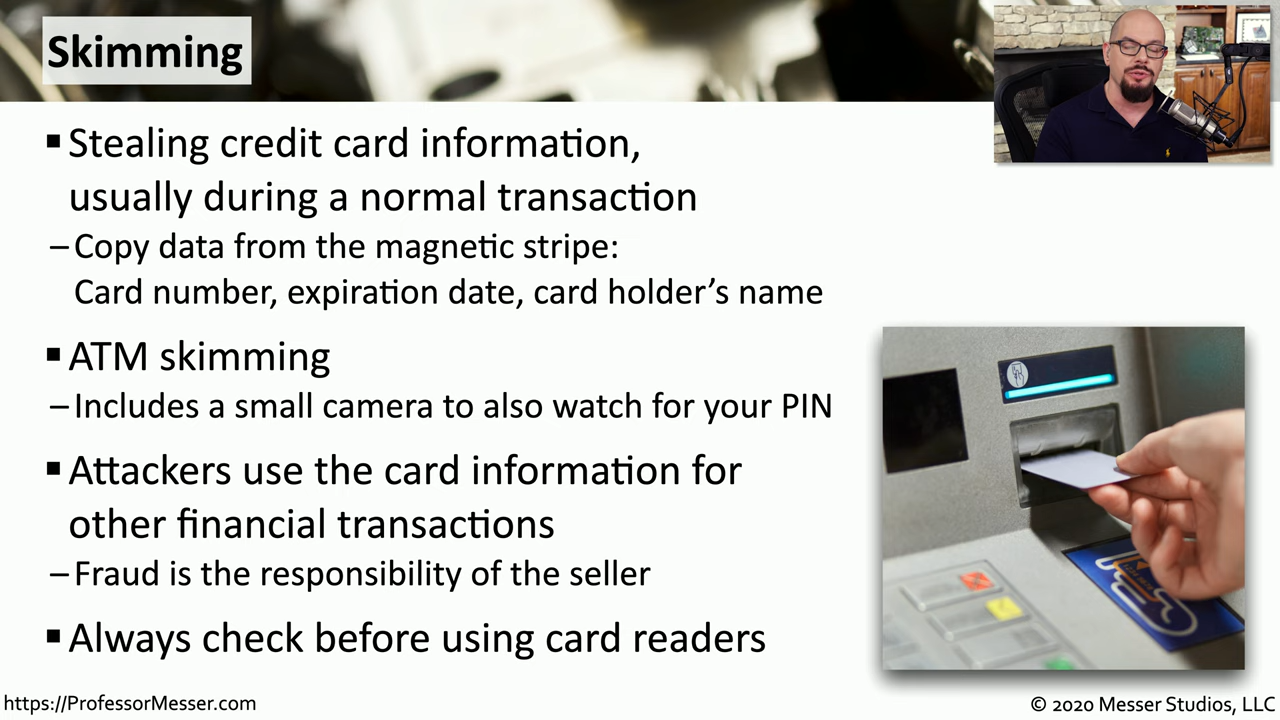 Skimming
▪ Stealing credit card information,
usually during a normal transaction
– Copy data from the magnetic stripe:
Card number, expiration date, card holder’s name
▪ ATM skimming
– Includes a small camera to also watch for your PIN
▪ Attackers use the card information for
other financial transactions
– Fraud is the responsibility of the seller
▪ Always check before using card readers
https://ProfessorMesser.com
© 2020 Messer Studios, LLC